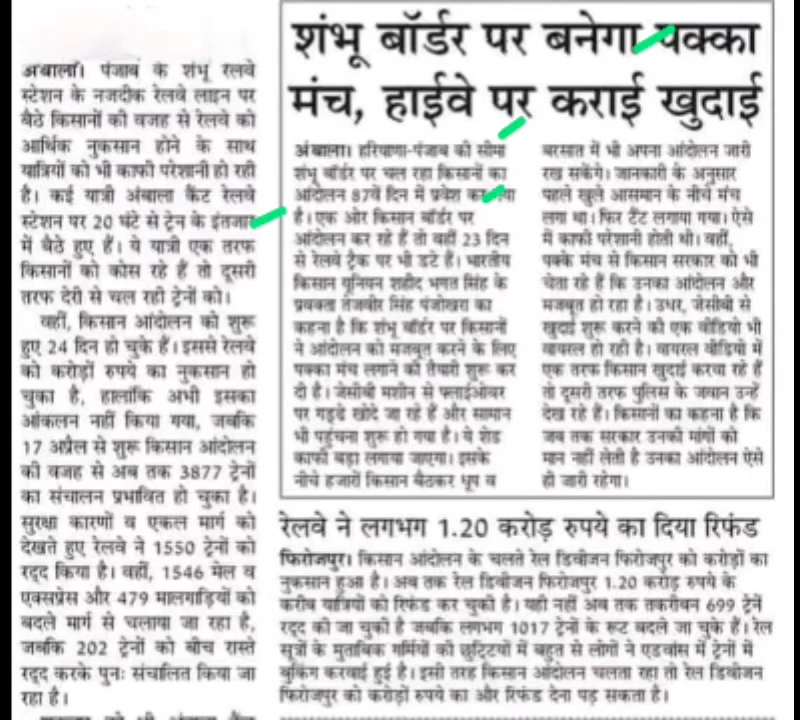 अंबाला। पंजाब के शंभू रेलवे
स्टेशन के नजदीक रेलवे लाइन पर
बैठे किसानों की वजह से रेलवे को
आर्थिक नुकसान होने के साथ
यात्रियों को भी काफी परेशानी हो रही
है। कई यात्री अंबाला कैंट रेलवे
स्टेशन पर 20 घंटे से ट्रेन के इंतजार
में बैठे हुए हैं। ये यात्री एक तरफ
किसानों को कोस रहे हैं तो दूसरी
तरफ देरी से चल रही ट्रेनों को।
वहीं, किसान आंदोलन को शुरू
हुए 24 दिन हो चुके हैं। इससे रेलवे
को करोड़ों रुपये का नुकसान हो
चुका है, हालांकि अभी इसका
आंकलन नहीं किया गया, जबकि
17 अप्रैल से शुरू किसान आंदोलन
की वजह से अब तक 3877 ट्रेनों
का संचालन प्रभावित हो चुका है।
सुरक्षा कारणों व एकल मार्ग को
देखते हुए रेलवे ने 1550 ट्रेनों को
रद्द किया है। वहीं, 1546 मेल व
एक्सप्रेस और 479 मालगाड़ियों को
बदले मार्ग से चलाया जा रहा है,
जबकि 202 ट्रेनों को बीच रास्ते
रद्द करके पुनः संचालित किया जा
रहा है।
शंभू बॉर्डर पर बनेगा पक्का
मंच, हाईवे पर कराई खुदाई
अंबाला। हरियाणा-पंजाब की सीमा
शंभू बॉर्डर पर चल रहा किसानों का
आंदोलन 87वें दिन में प्रवेश कर गया
है। एक ओर किसान बॉर्डर पर
आंदोलन कर रहे हैं तो वहीं 23 दिन
से रेलवे ट्रैक पर भी डटे हैं। भारतीय
किसान यूनियन शहीद भगत सिंह के
प्रवक्ता तेजवीर सिंह पंजोखरा का
कहना है कि शंभू बॉर्डर पर किसानों
ने आंदोलन को मजबूत करने के लिए
पक्का मंच लगाने की तैयारी शुरू कर
दी है। जेसीबी मशीन से फ्लाईओवर
पर गड्ढे खोदे जा रहे हैं और सामान
भी पहुंचना शुरू हो गया है। ये शेड
काफी बड़ा लगाया जाएगा। इसके
नीचे हजारों किसान बैठकर धूप व
बरसात में भी अपना आंदोलन जारी
रख सकेंगे। जानकारी के अनुसार
पहले खुले आसमान के नीचे मंच
लगा था। फिर टैंट लगाया गया। ऐसे
में काफी परेशानी होती थी। वहीं,
पक्के मंच से किसान सरकार को भी
चेता रहे हैं कि उनका आंदोलन और
मजबूत हो रहा है। उधर, जेसीबी से
खुदाई शुरू करने की एक वीडियो भी
वायरल हो रही है। वायरल वीडियो में
एक तरफ किसान खुदाई करवा रहे हैं
तो दूसरी तरफ पुलिस के जवान उन्हें
देख रहे हैं। किसानों का कहना है कि
जब तक सरकार उनकी मांगों को
मान नहीं लेती है उनका आंदोलन ऐसे
ही जारी रहेगा।
रेलवे ने लगभग 1.20 करोड़ रुपये का दिया रिफंड
फिरोजपुर। किसान आंदोलन के चलते रेल डिवीजन फिरोजपुर को करोड़ों का
नुकसान हुआ है। अब तक रेल डिवीजन फिरोजपुर 1.20 करोड़ रुपये के
करीब यात्रियों को रिफंड कर चुकी है। यही नहीं अब तक तकरीबन 699 ट्रेनें
रद्द की जा चुकी है जबकि लगभग 1017 ट्रेनों के रूट बदले जा चुके हैं। रेल
सूत्रों के मुताबिक गर्मियों की छुट्टियों में बहुत से लोगों ने एडवांस में ट्रेनों में
बुकिंग करवाई हुई है। इसी तरह किसान आंदोलन चलता रहा तो रेल डिवीजन
फिरोजपुर को करोड़ों रुपये का और रिफंड देना पड़ सकता है।